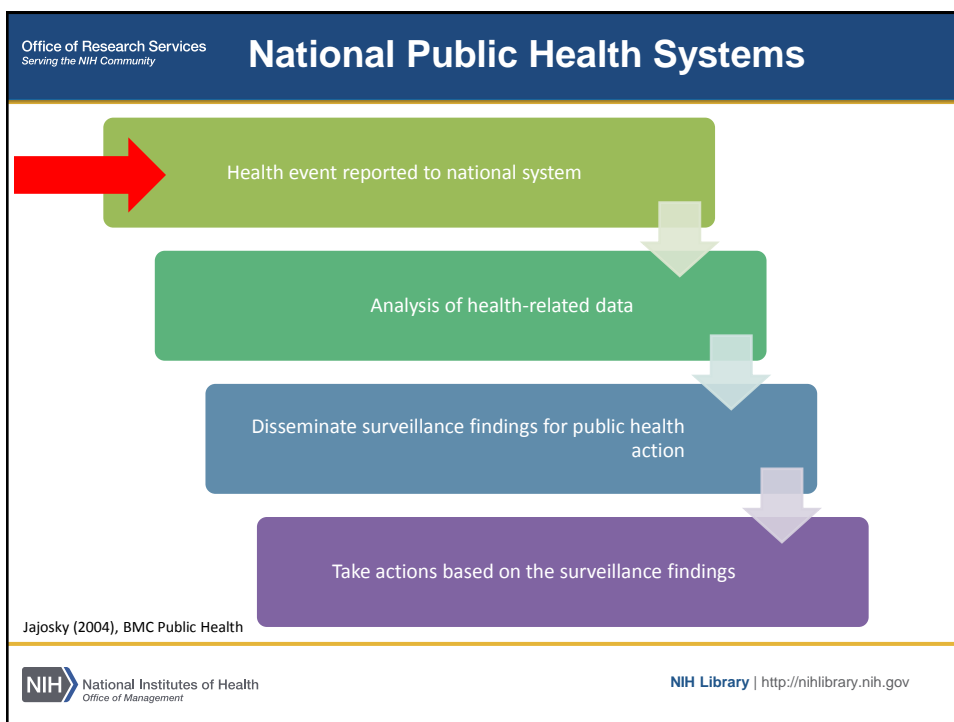 Office of Research Services
Serving the NIH Community
National Public Health Systems
Health event reported to national system
Analysis of health-related data
Disseminate surveillance findings for public health
action
Take actions based on the surveillance findings
Jajosky (2004), BMC Public Health
NIH National Institutes of Health
Office of Management
NIH Library | http://nihlibrary.nih.gov